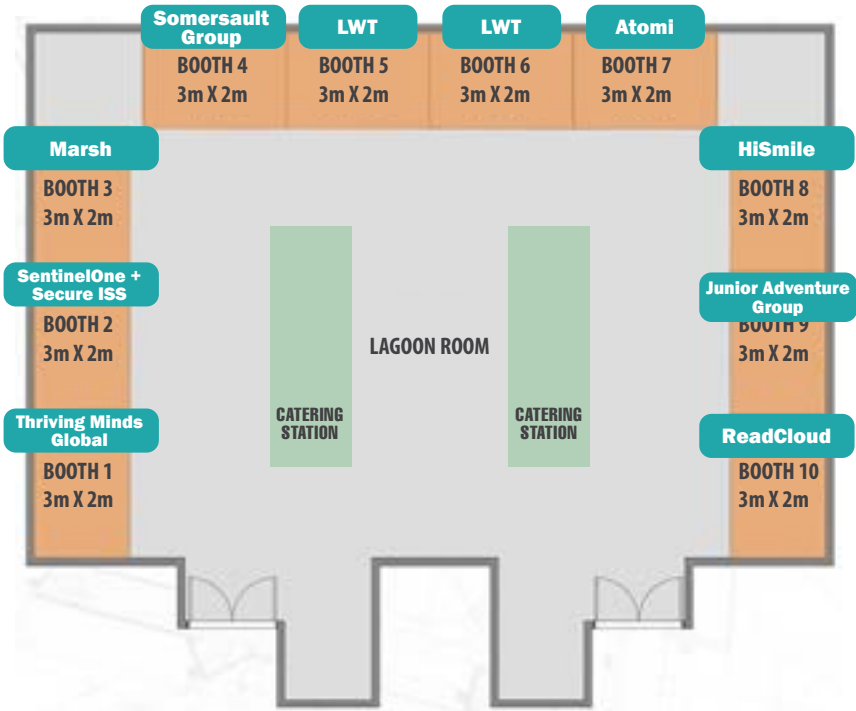 Somersault
Group
BOOTH 4
3m X 2m
LWT
BOOTH 5
3m X 2m
LWT
BOOTH 6
3m X 2m
Atomi
BOOTH 7
3m X 2m
Marsh
BOOTH 3
3m X 2m
HiSmile
BOOTH 8
3m X 2m
SentinelOne +
Secure ISS
BOOTH 2
3m X 2m
Junior Adventure
Group
BOOTH 9
3m X 2m
LAGOON ROOM
CATERING
STATION
CATERING
STATION
Thriving Minds
Global
BOOTH 1
3m X 2m
ReadCloud
BOOTH 10
3m X 2m